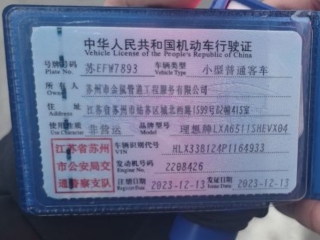 中华人民共和国机动车行驶证
Vehicle License of the People's Republic of China
号牌号码 苏EFW7893 车辆类型 小型普通客车
Plate No. Vehicle Type
所有人 苏州市金鼠管道工程服务有限公司
Owner
住址 江苏省苏州市姑苏区城北西路1599号82幢415室
Address
使用性质 非营运 品牌型号 理想牌LXA6511SHEVX04
Use Character Model
江苏省苏州 车辆识别代号 HLX33B124P1164933
VIN
市公安局交 发动机号码 2208426
Engine No.
通警察支队 注册日期 2023-12-13 发证日期 2023-12-13
Register Date Issue Date